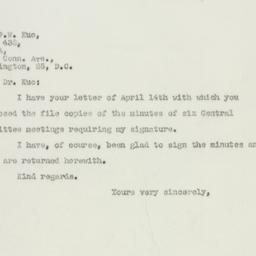 P.W. Kuo,
435,
Conn. Ave.,
ington, 25, D.C.
Dr. Kuo:
I have your letter of April 14th with which you
osed the file copies of the minutes of six Central
ittee meetings requiring my signature.
I have, of course, been glad to sign the minutes an
are returned herewith.
Kind regards.
Yours very sincerely,